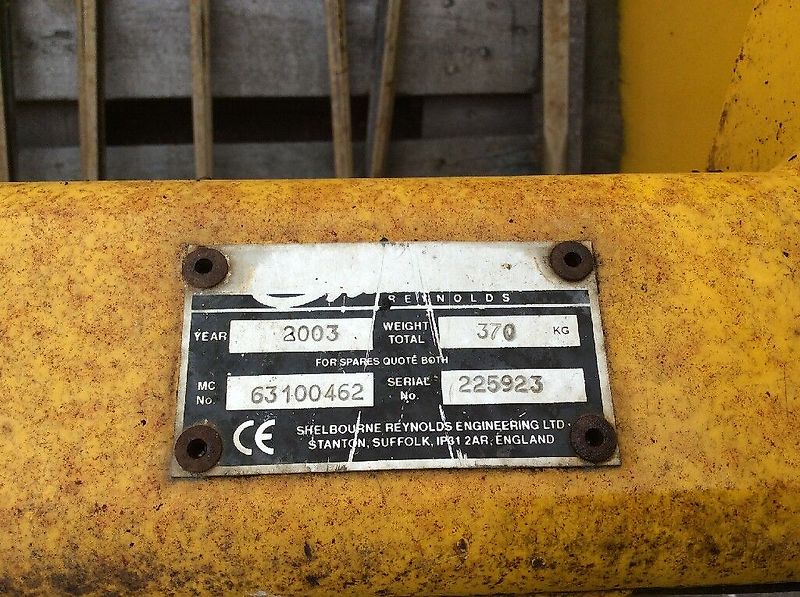 REYNOLDS
YEAR 2003 WEIGHT TOTAL 370 KG
FOR SPARES QUOTE BOTH
MC No. 63100462 SERIAL No. 225923
CE SHELBOURNE REYNOLDS ENGINEERING LTD.
STANTON, SUFFOLK, IP31 2AR, ENGLAND